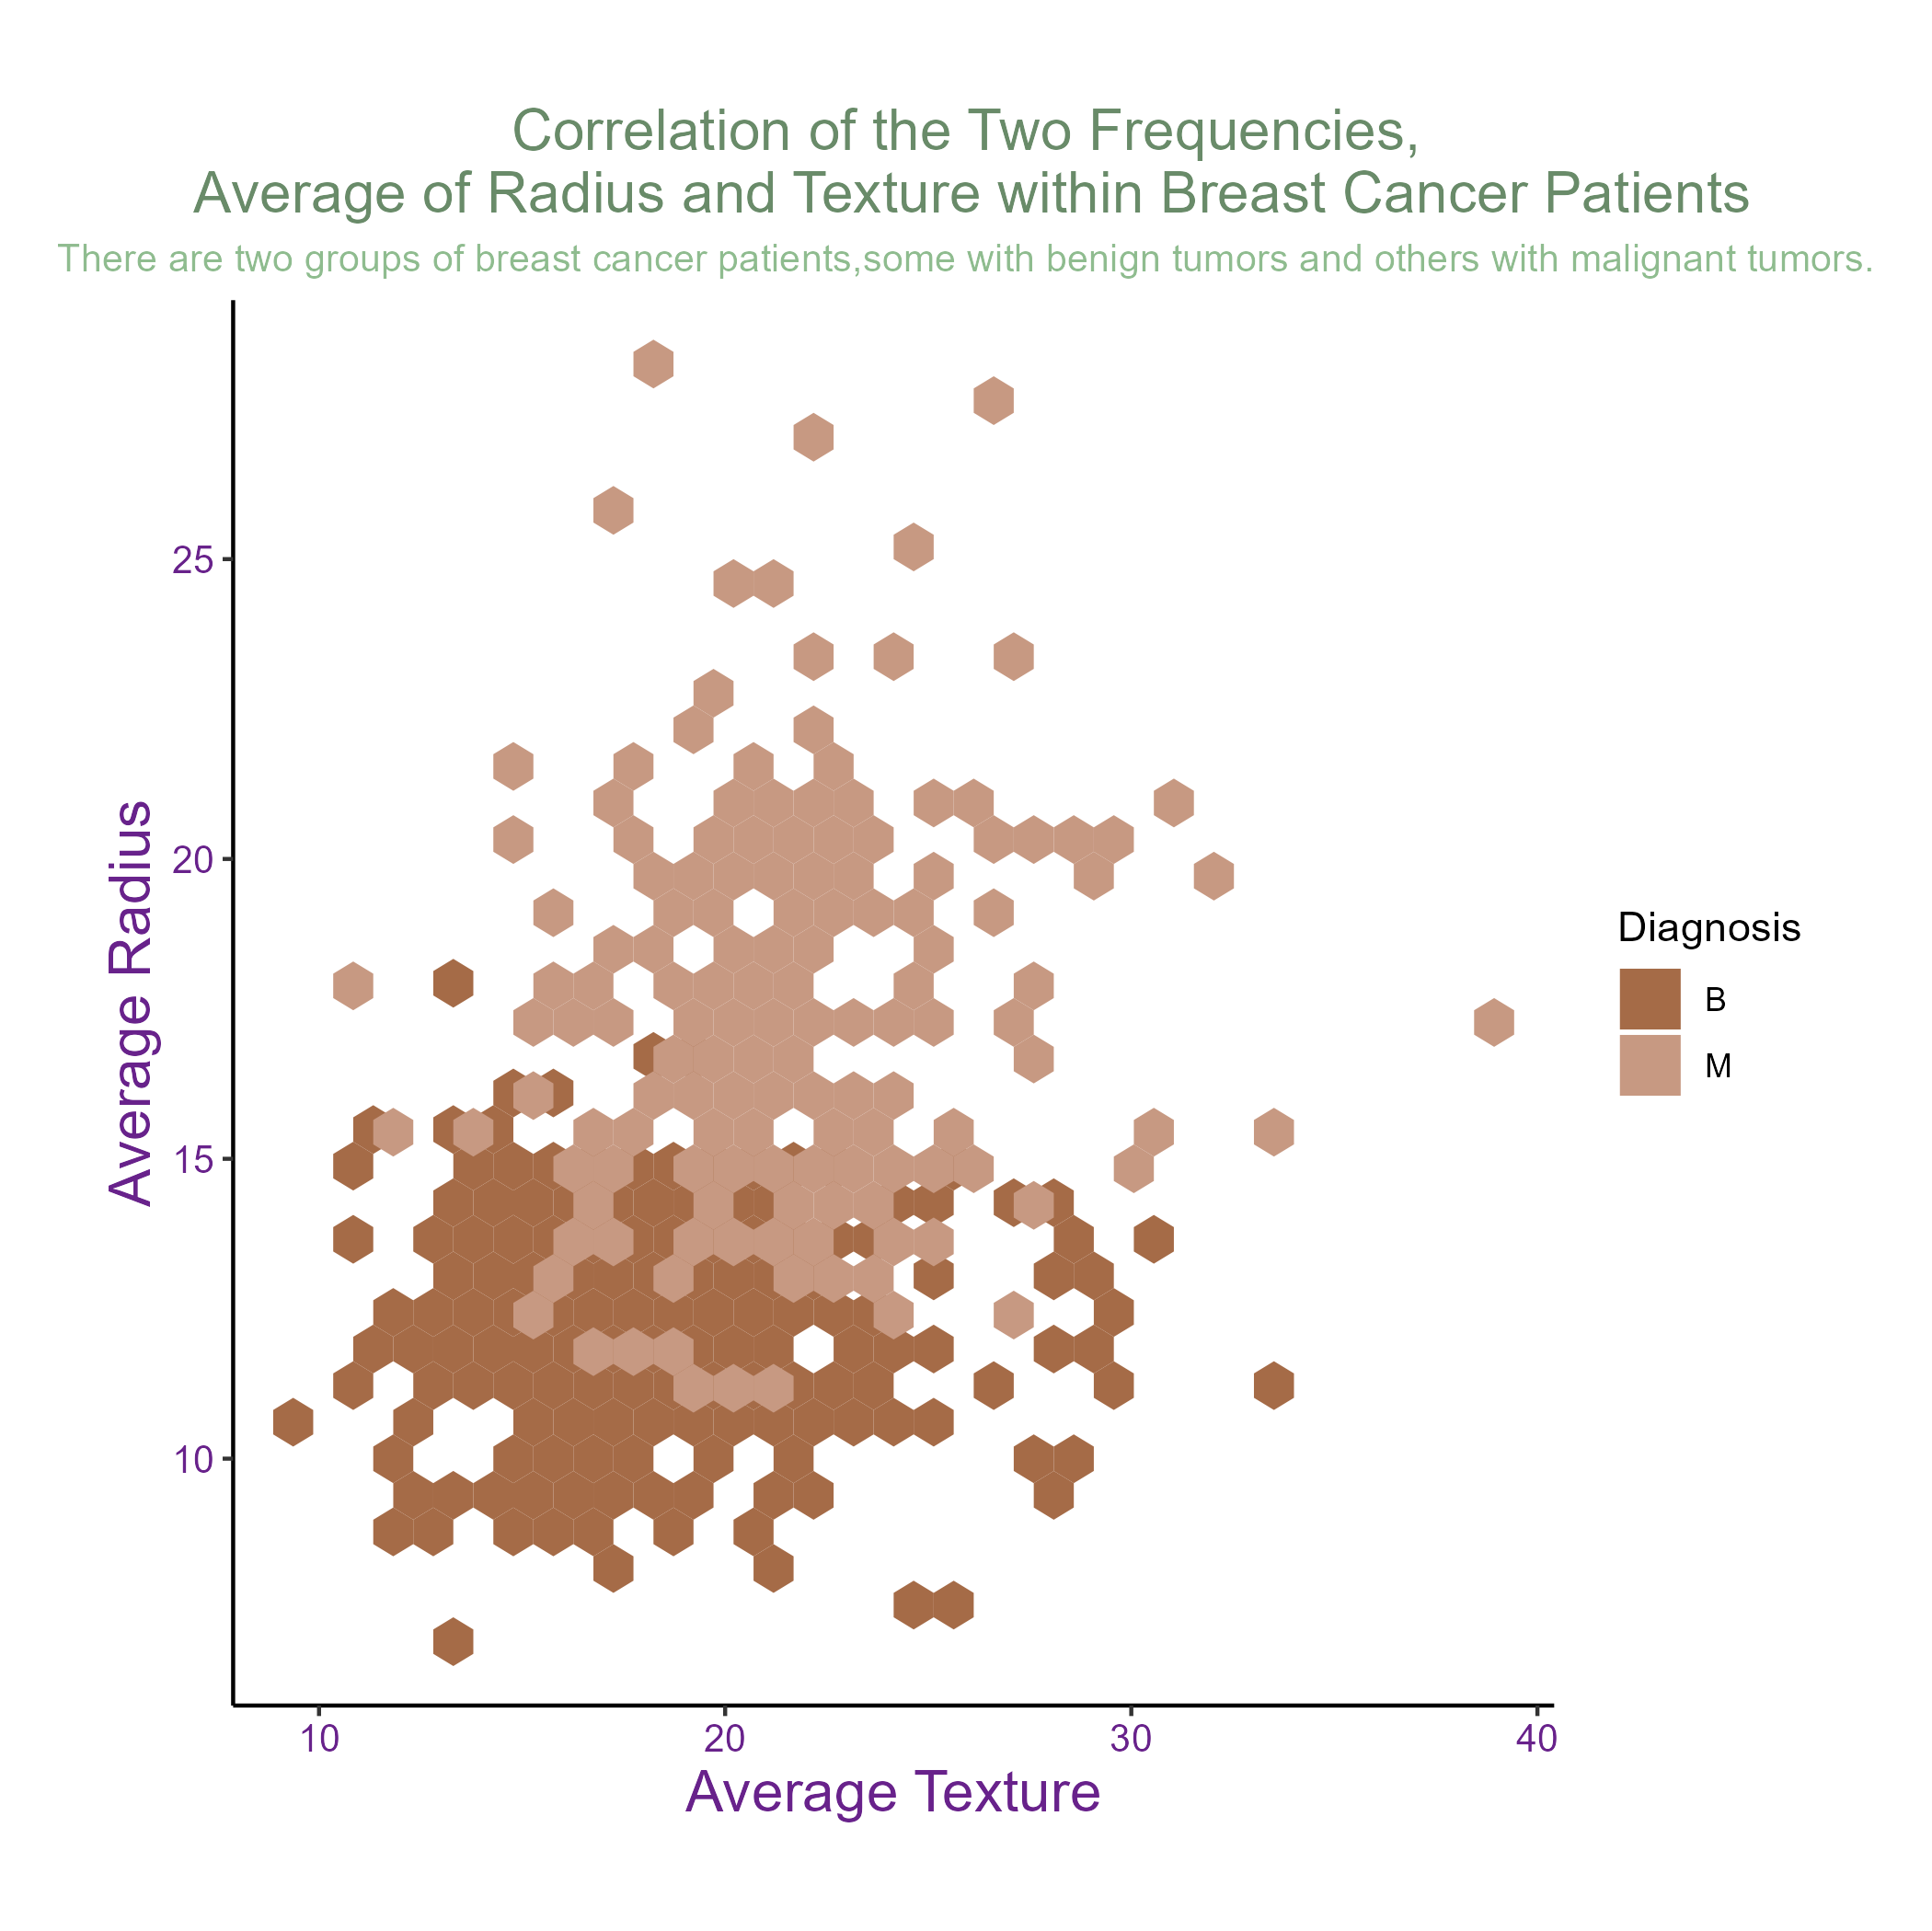 Correlation of the Two Frequencies,
Average of Radius and Texture within Breast Cancer Patients
There are two groups of breast cancer patients,some with benign tumors and others with malignant tumors.
Average Radius
25
20
15
10
10 20 30 40
Average Texture
Diagnosis
B
M